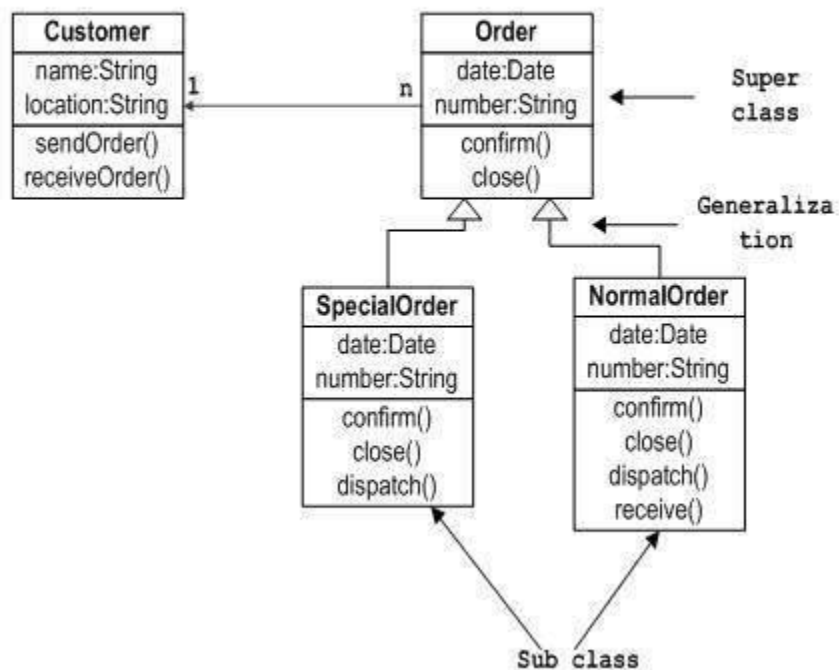 Customer
name:String
location:String
sendOrder()
receiveOrder()
1
n
Order
date:Date
number:String
confirm()
close()
Super
class
Generaliza
tion
SpecialOrder
date:Date
number:String
confirm()
close()
dispatch()
NormalOrder
date:Date
number:String
confirm()
close()
dispatch()
receive()
Sub class